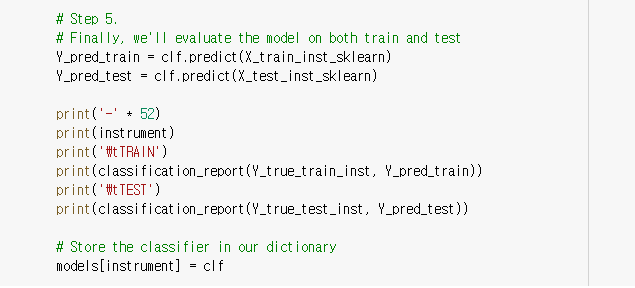 # Step 5.
# Finally, we'll evaluate the model on both train and test
Y_pred_train = clf.predict(X_train_inst_sklearn)
Y_pred_test = clf.predict(X_test_inst_sklearn)
print('-' * 52)
print(instrument)
print('₩tTRAIN')
print(classification_report(Y_true_train_inst, Y_pred_train))
print('₩tTEST')
print(classification_report(Y_true_test_inst, Y_pred_test))
# Store the classifier in our dictionary
models[instrument] = clf